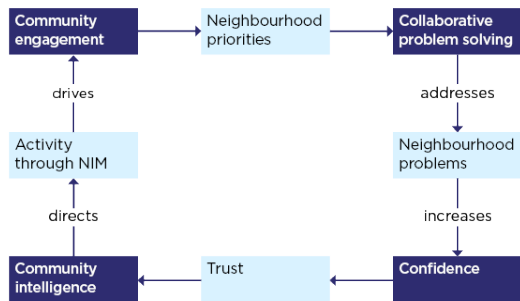 Community
engagement
Neighbourhood
priorities
Collaborative
problem solving
drives
addresses
Activity
through NIM
Neighbourhood
problems
directs
increases
Community
intelligence
Trust
Confidence